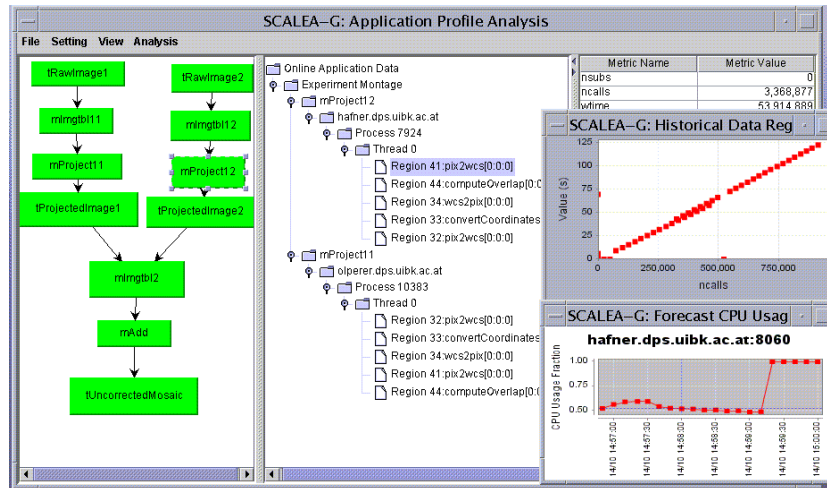 SCALEA-G: Application Profile Analysis
File Setting View Analysis
tRawImage1
tRawImage2
mImgtbl11
mImgtbl12
mProject11
mProject12
tProjectedImage1
tProjectedImage2
mImgtbl2
mAdd
tUncorrectedMosaic
Online Application Data
Experiment Montage
mProject12
hafner.dps.uibk.ac.at
Process 7924
Thread 0
Region 41:pix2wcs[0:0:0]
Region 44:computeOverlap[0:0
Region 34:wcs2pix[0:0:0]
Region 33:convertCoordinates
Region 32:pix2wcs[0:0:0]
mProject11
olperer.dps.uibk.ac.at
Process 10383
Thread 0
Region 32:pix2wcs[0:0:0]
Region 33:convertCoordinates
Region 34:wcs2pix[0:0:0]
Region 41:pix2wcs[0:0:0]
Region 44:computeOverlap[0:0
Metric Name Metric Value
nsubs 0
ncalls 3,368,877
wtime 53,914,889
SCALEA-G: Historical Data Reg
125
100
75
50
25
0
Value (s)
0 250,000 500,000 750,000
ncalls
SCALEA-G: Forecast CPU Usag
hafner.dps.uibk.ac.at:8060
1.00
0.75
0.50
CPU Usage Fraction
14/10 14:57:00
14/10 14:57:30
14/10 14:58:00
14/10 14:58:30
14/10 14:59:00
14/10 14:59:30
14/10 15:00:00